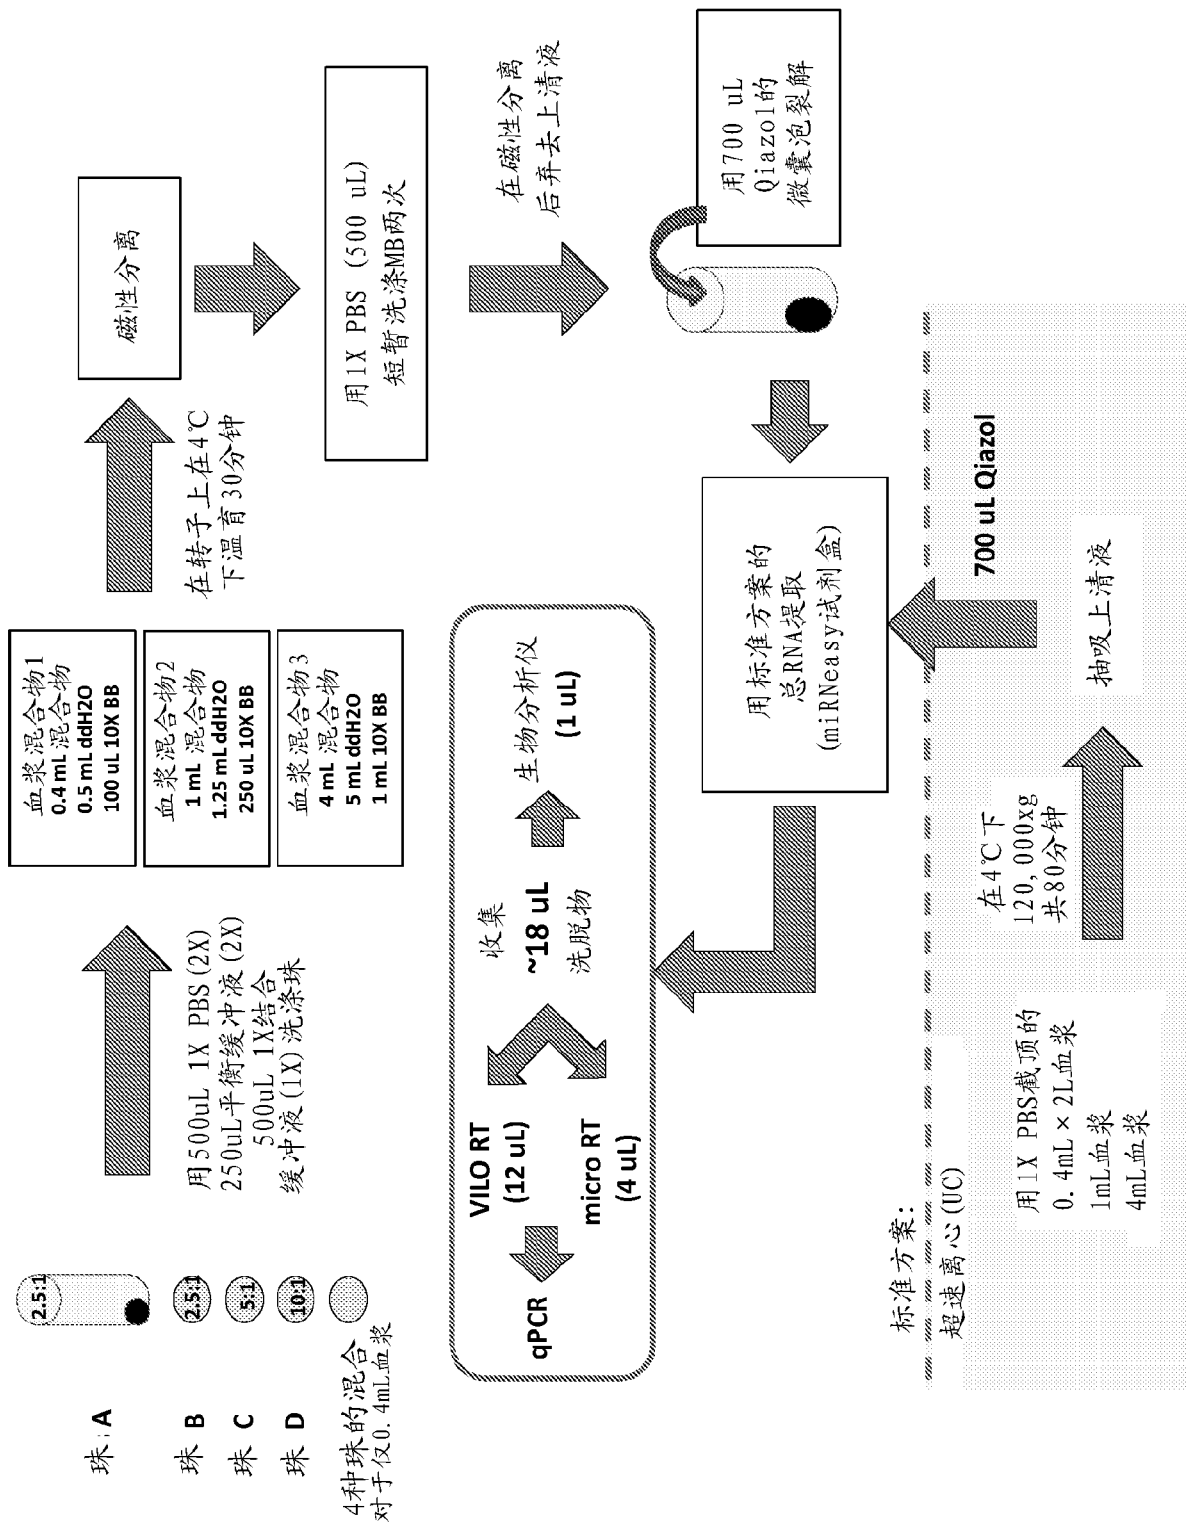 珠:A
2.5:1
珠 B
2.5:1
珠 C
5:1
珠 D
10:1
4种珠的混合
对于仅0.4mL血浆
用500uL 1X PBS(2X)
250uL平衡缓冲液(2X)
500uL 1X结合
缓冲液(1X)洗涤珠
血浆混合物1
0.4 mL 混合物
0.5 mL ddH2O
100 uL 10X BB
血浆混合物2
1 mL 混合物
1.25 mL ddH2O
250 uL 10X BB
血浆混合物3
4 mL 混合物
5 mL ddH2O
1 mL 10X BB
在转子上在4℃
下温育30分钟
磁性分离
用1X PBS (500 uL)
短暂洗涤MB两次
在磁性分离
后弃去上清液
用700 uL
Qiazol的
微囊泡裂解
用标准方案的
总RNA提取
(miRNeasy试剂盒)
收集
~18 uL
洗脱物
生物分析仪
(1 uL)
VILO RT
(12 uL)
micro RT
(4 uL)
qPCR
标准方案:
超速离心(UC)
用1X PBS截顶的
0.4mL×2L血浆
1mL血浆
4mL血浆
在4℃下
120,000xg
共80分钟
抽吸上清液
700 uL Qiazol